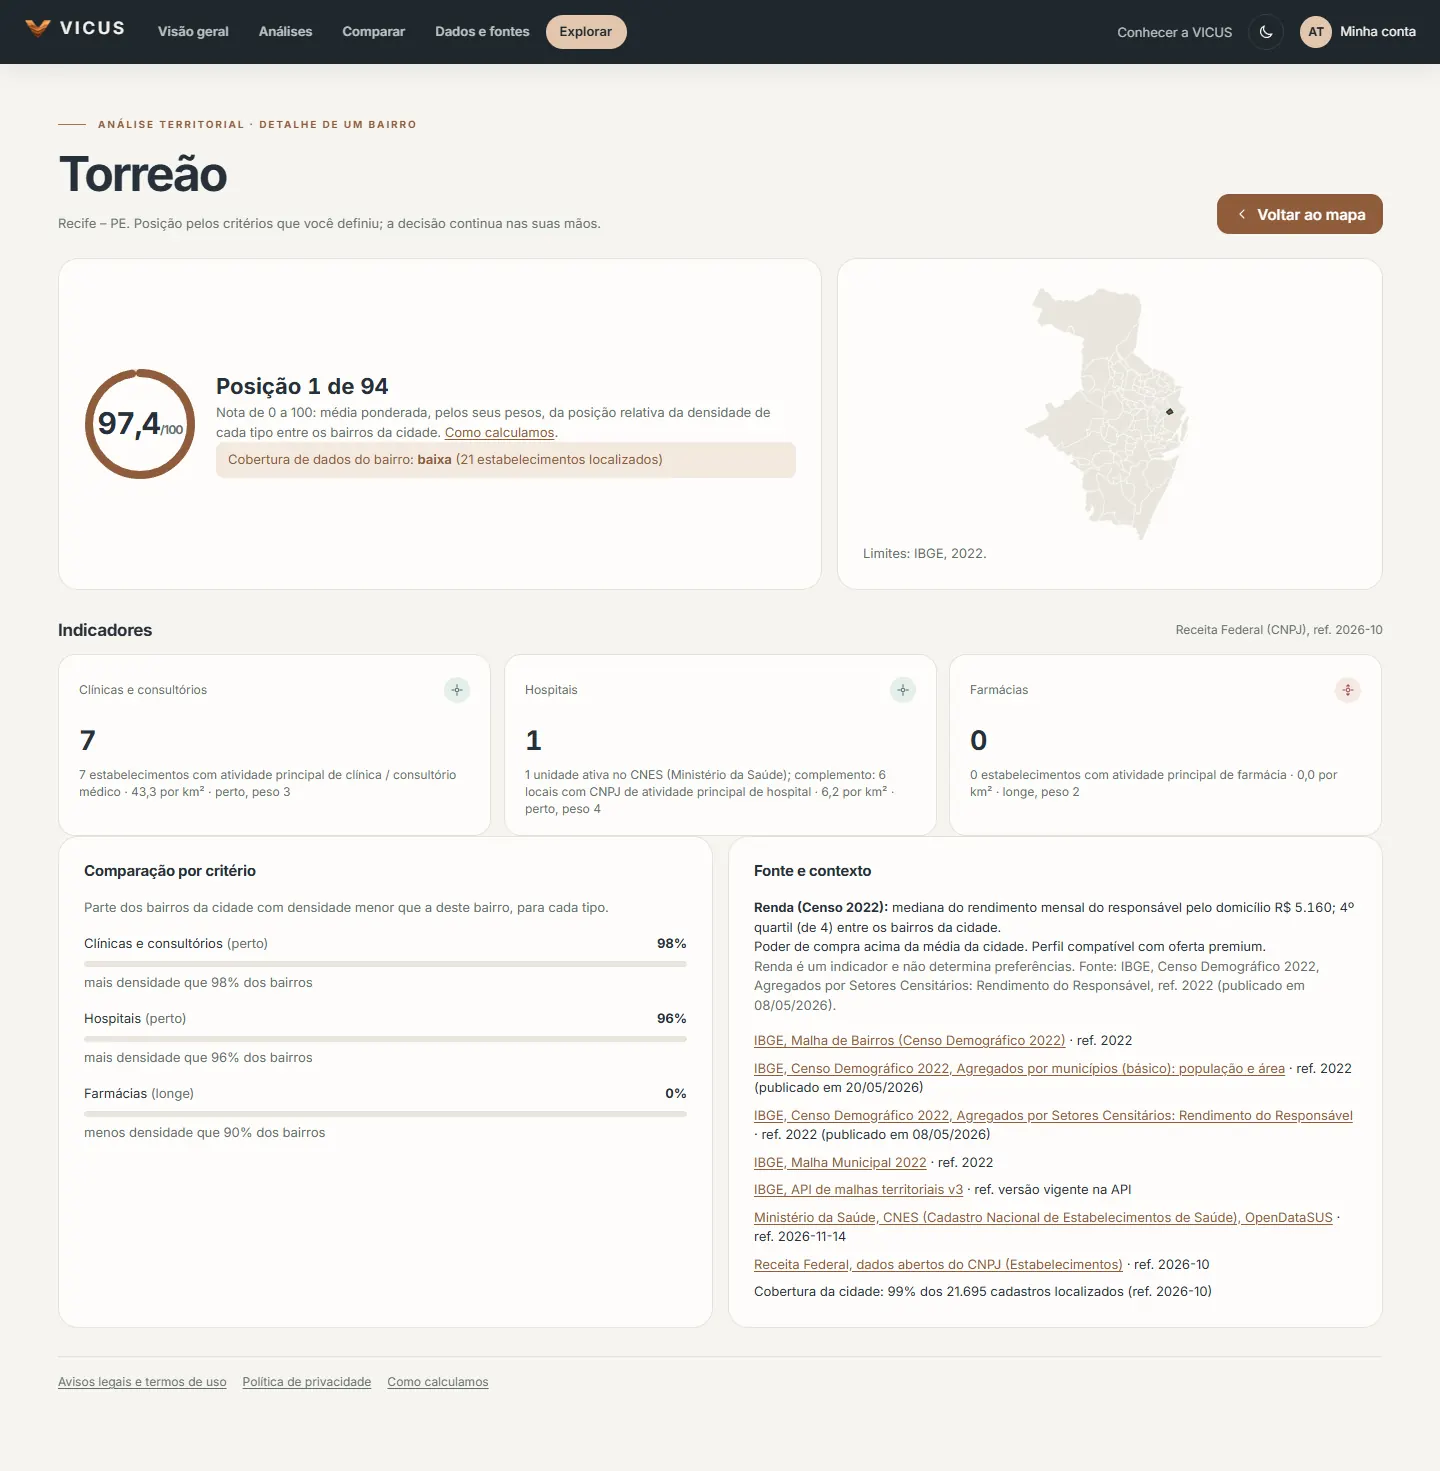 VICUS
Visão geral
Análises
Comparar
Dados e fontes
Explorar
Conhecer a VICUS
AT
Minha conta
ANÁLISE TERRITORIAL · DETALHE DE UM BAIRRO
Torreão
Recife – PE. Posição pelos critérios que você definiu; a decisão continua nas suas mãos.
Voltar ao mapa
97,4/100
Posição 1 de 94
Nota de 0 a 100: média ponderada, pelos seus pesos, da posição relativa da densidade de
cada tipo entre os bairros da cidade. Como calculamos.
Cobertura de dados do bairro: baixa (21 estabelecimentos localizados)
Limites: IBGE, 2022.
Indicadores
Receita Federal (CNPJ), ref. 2026-10
Clínicas e consultórios
7
7 estabelecimentos com atividade principal de clínica / consultório
médico · 43,3 por km² · perto, peso 3
Hospitais
1
1 unidade ativa no CNES (Ministério da Saúde); complemento: 6
locais com CNPJ de atividade principal de hospital · 6,2 por km² ·
perto, peso 4
Farmácias
0
0 estabelecimentos com atividade principal de farmácia · 0,0 por
km² · longe, peso 2
Comparação por critério
Parte dos bairros da cidade com densidade menor que a deste bairro, para cada tipo.
Clínicas e consultórios (perto) 98%
mais densidade que 98% dos bairros
Hospitais (perto) 96%
mais densidade que 96% dos bairros
Farmácias (longe) 0%
menos densidade que 90% dos bairros
Fonte e contexto
Renda (Censo 2022): mediana do rendimento mensal do responsável pelo domicílio R$ 5.160; 4º
quartil (de 4) entre os bairros da cidade.
Poder de compra acima da média da cidade. Perfil compatível com oferta premium.
Renda é um indicador e não determina preferências. Fonte: IBGE, Censo Demográfico 2022,
Agregados por Setores Censitários: Rendimento do Responsável, ref. 2022 (publicado em
08/05/2026).
IBGE, Malha de Bairros (Censo Demográfico 2022) · ref. 2022
IBGE, Censo Demográfico 2022, Agregados por municípios (básico): população e área · ref. 2022
(publicado em 20/05/2026)
IBGE, Censo Demográfico 2022, Agregados por Setores Censitários: Rendimento do Responsável
· ref. 2022 (publicado em 08/05/2026)
IBGE, Malha Municipal 2022 · ref. 2022
IBGE, API de malhas territoriais v3 · ref. versão vigente na API
Ministério da Saúde, CNES (Cadastro Nacional de Estabelecimentos de Saúde), OpenDataSUS ·
ref. 2026-11-14
Receita Federal, dados abertos do CNPJ (Estabelecimentos) · ref. 2026-10
Cobertura da cidade: 99% dos 21.695 cadastros localizados (ref. 2026-10)
Avisos legais e termos de uso
Política de privacidade
Como calculamos